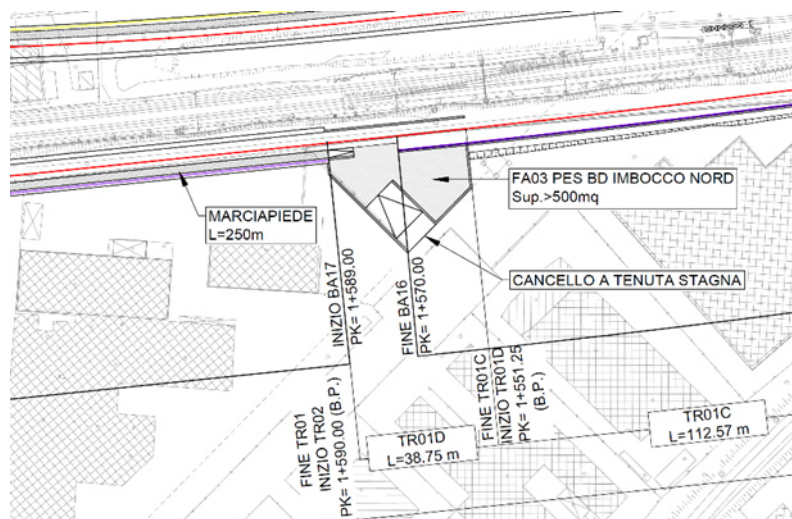 FA03 PES BD IMBOCCO NORD
Sup.>500mq
MARCIAPIEDE
L=250m
CANCELLO A TENUTA STAGNA
INIZIO BA17
PK= 1+589.00
FINE BA16
PK= 1+570.00
FINE TR01
INIZIO TR02
PK= 1+590.00 (B.P.)
FINE TR01C
INIZIO TR01D
PK= 1+551.25
(B.P.)
TR01D
L=38.75 m
TR01C
L=112.57 m